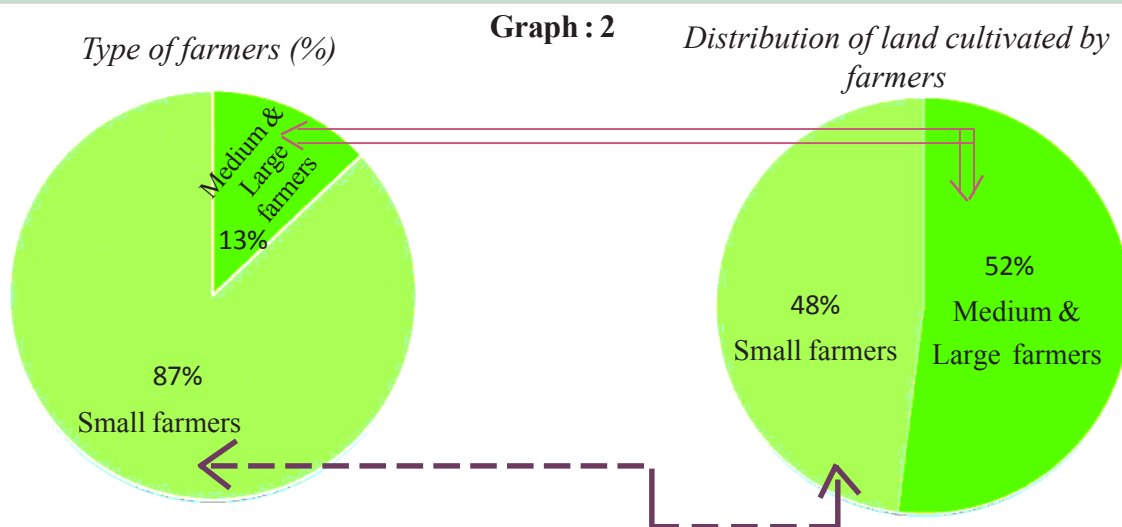 Graph : 2
Type of farmers (%)
Medium &
Large
farmers
13%
87%
Small farmers
Distribution of land cultivated by
farmers
48%
Small farmers
52%
Medium &
Large farmers